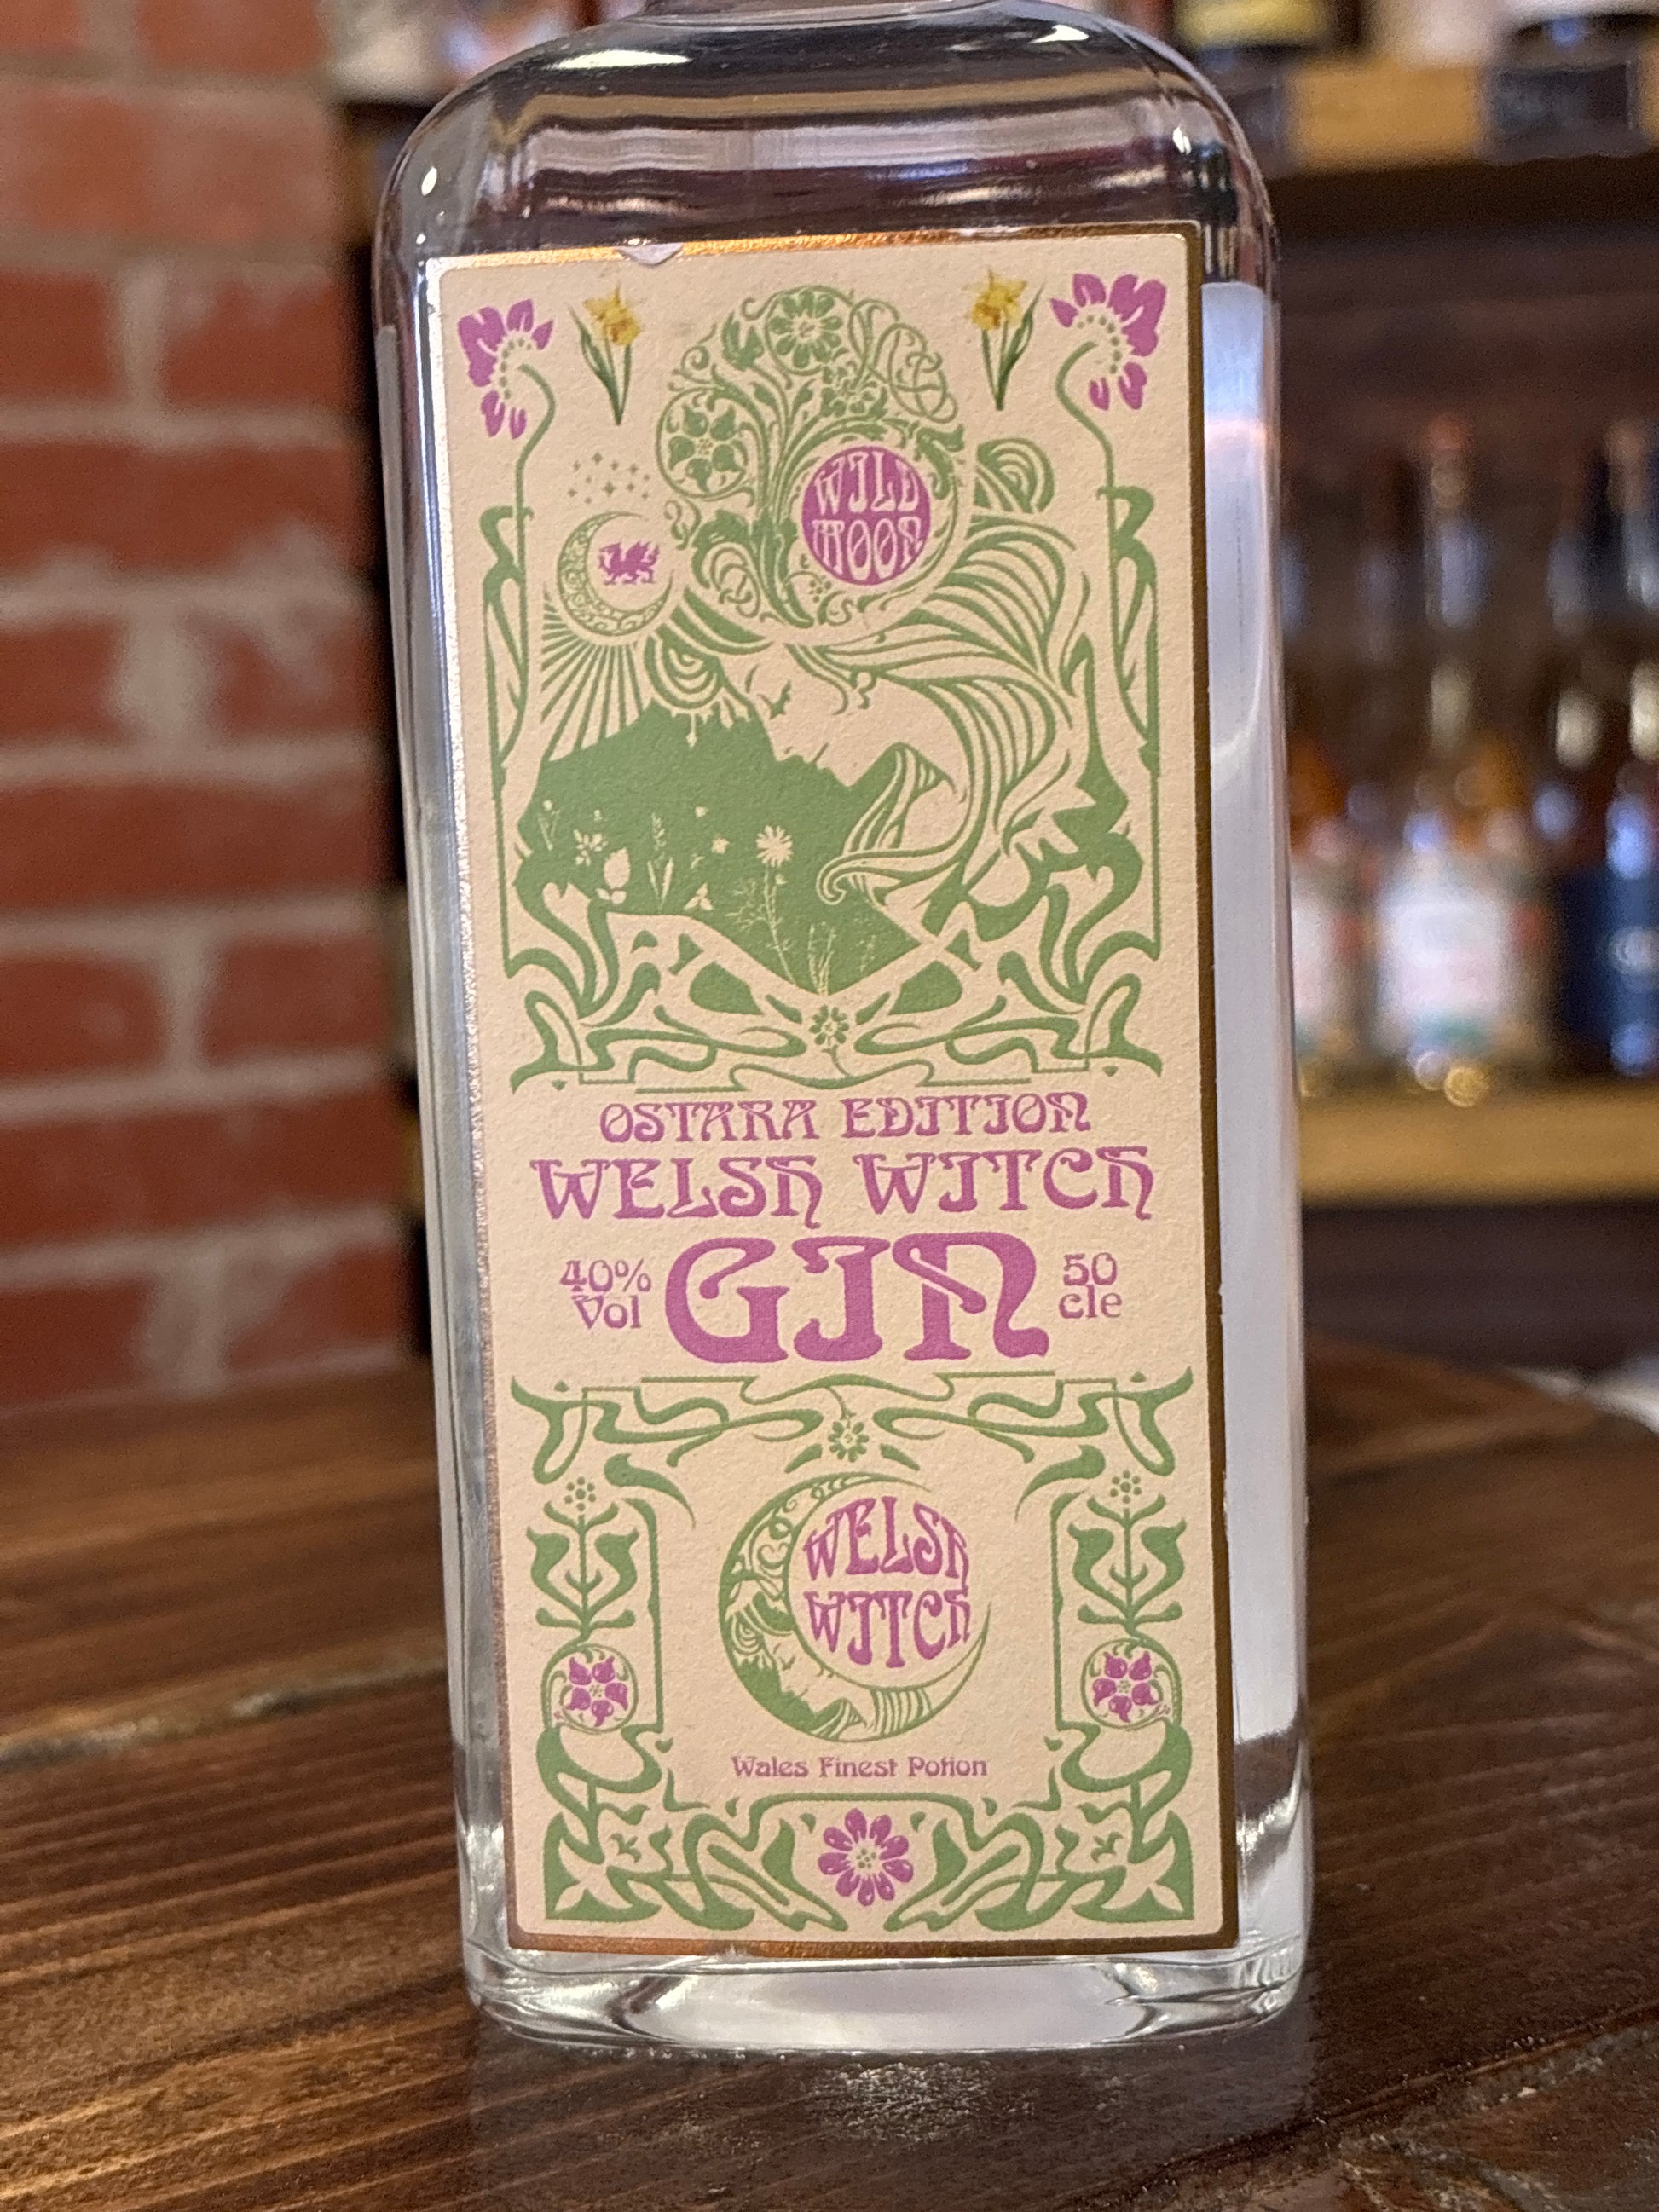 WILD
MOON
OSTARA EDITION
WELSH WITCH
40%
Vol
GIN
50
cle
WELSH
WITCH
Wales Finest Potion